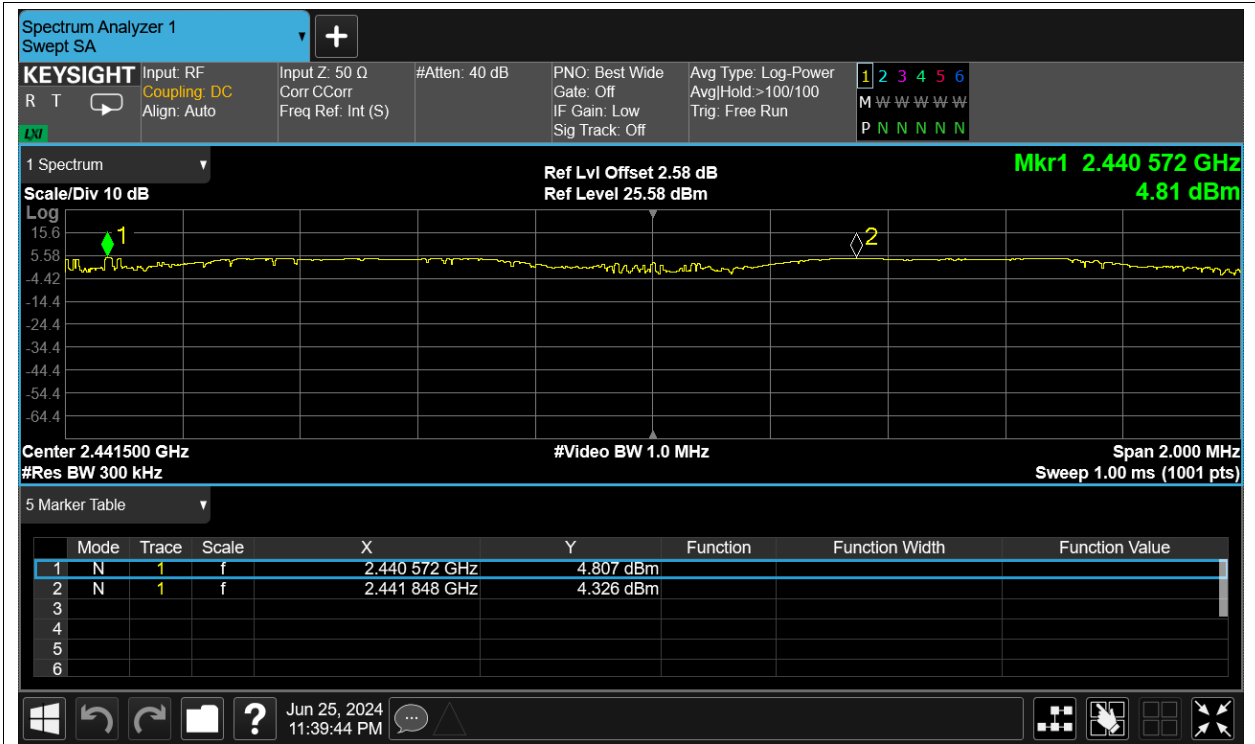 Spectrum Analyzer 1
Swept SA
+
KEYSIGHT
R T
LXI
Input: RF
Coupling: DC
Align: Auto
Input Z: 50 Ω
Corr CCorr
Freq Ref: Int (S)
#Atten: 40 dB
PNO: Best Wide
Gate: Off
IF Gain: Low
Sig Track: Off
Avg Type: Log-Power
Avg|Hold:>100/100
Trig: Free Run
1 2 3 4 5 6
M W W W W W
P N N N N N
1 Spectrum
Scale/Div 10 dB
Ref Lvl Offset 2.58 dB
Ref Level 25.58 dBm
Mkr1 2.440 572 GHz
4.81 dBm
Log
15.6
5.58
-4.42
-14.4
-24.4
-34.4
-44.4
-54.4
-64.4
1
2
Center 2.441500 GHz
#Res BW 300 kHz
#Video BW 1.0 MHz
Span 2.000 MHz
Sweep 1.00 ms (1001 pts)
5 Marker Table
Mode Trace Scale X Y Function Function Width Function Value
1 N 1 f 2.440 572 GHz 4.807 dBm
2 N 1 f 2.441 848 GHz 4.326 dBm
3
4
5
6
?
Jun 25, 2024
11:39:44 PM